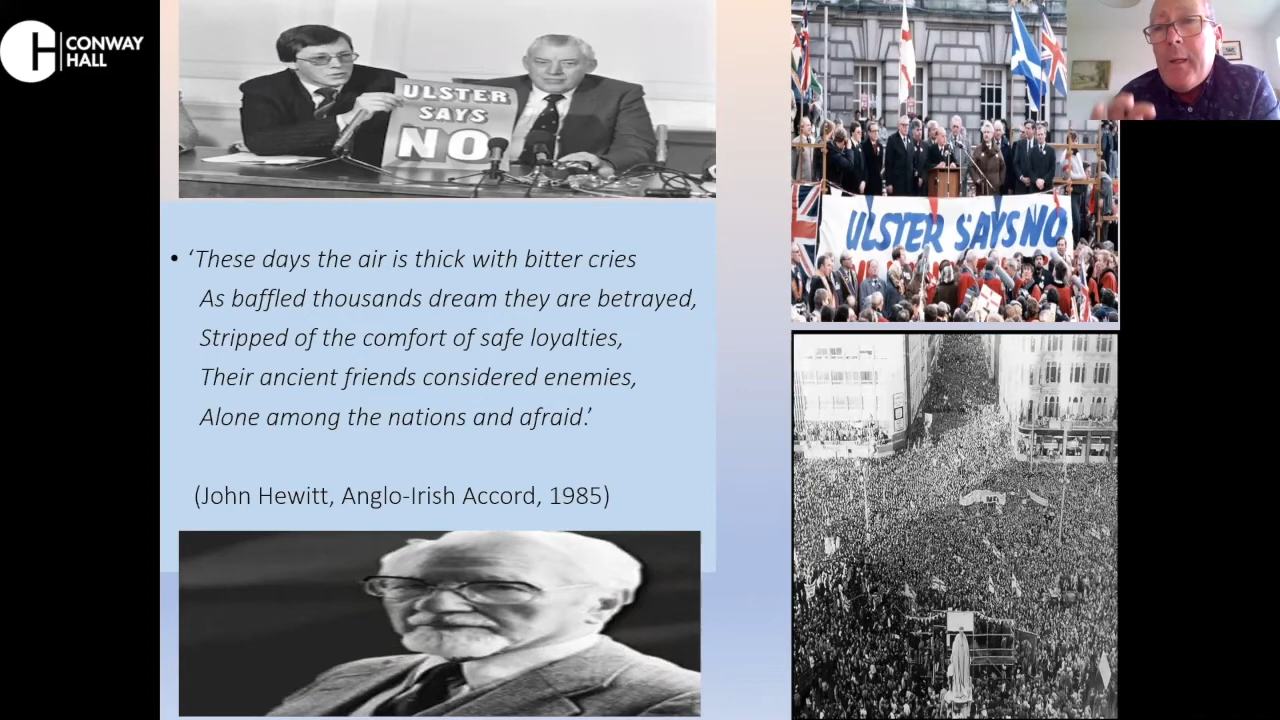 CONWAY
HALL
ULSTER
SAYS
NO
ULSTER SAYS NO
• ‘These days the air is thick with bitter cries
As baffled thousands dream they are betrayed,
Stripped of the comfort of safe loyalties,
Their ancient friends considered enemies,
Alone among the nations and afraid.’
(John Hewitt, Anglo-Irish Accord, 1985)
NO